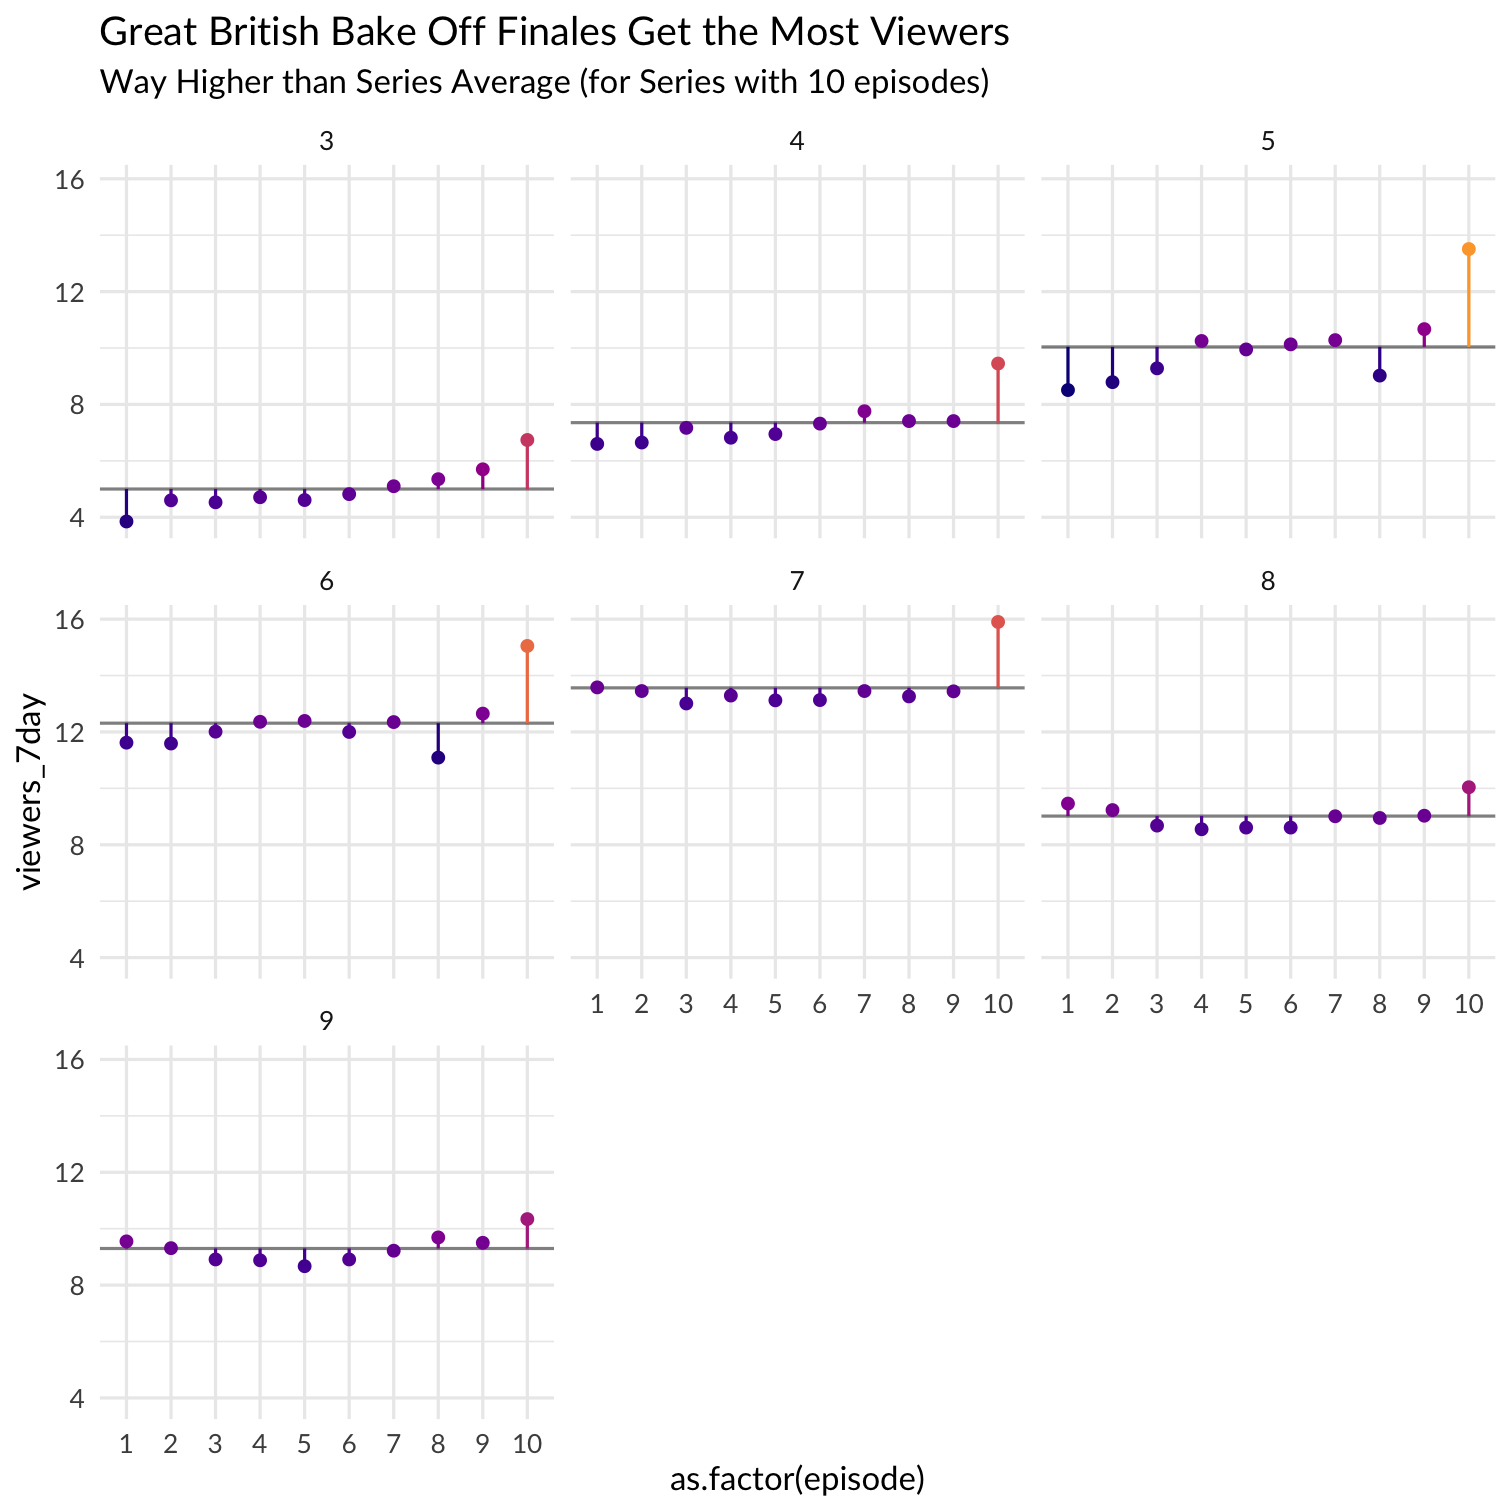 Great British Bake Off Finales Get the Most Viewers
Way Higher than Series Average (for Series with 10 episodes)
3 4 5
16
12
8
4
6 7 8
16
12
8
4
viewers_7day
1 2 3 4 5 6 7 8 9 10 1 2 3 4 5 6 7 8 9 10
9
16
12
8
4
1 2 3 4 5 6 7 8 9 10
as.factor(episode)